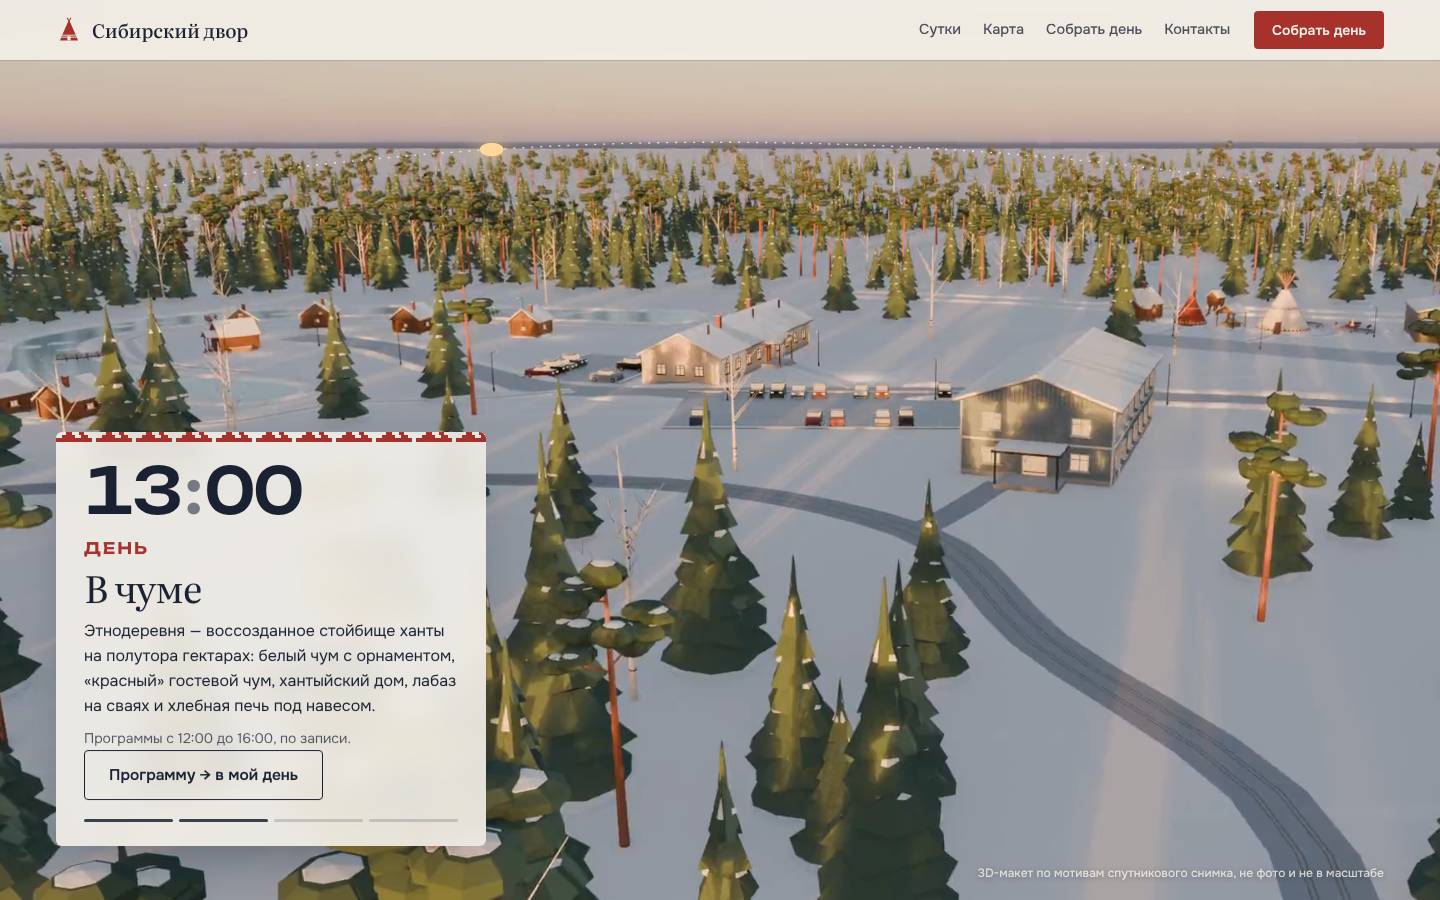 Сибирский двор
Сутки
Карта
Собрать день
Контакты
Собрать день
13:00
ДЕНЬ
В чуме
Этнодеревня — воссозданное стойбище ханты
на полутора гектарах: белый чум с орнаментом,
«красный» гостевой чум, хантыйский дом, лабаз
на сваях и хлебная печь под навесом.
Программы с 12:00 до 16:00, по записи.
Программу → в мой день
3D-макет по мотивам спутникового снимка, не фото и не в масштабе